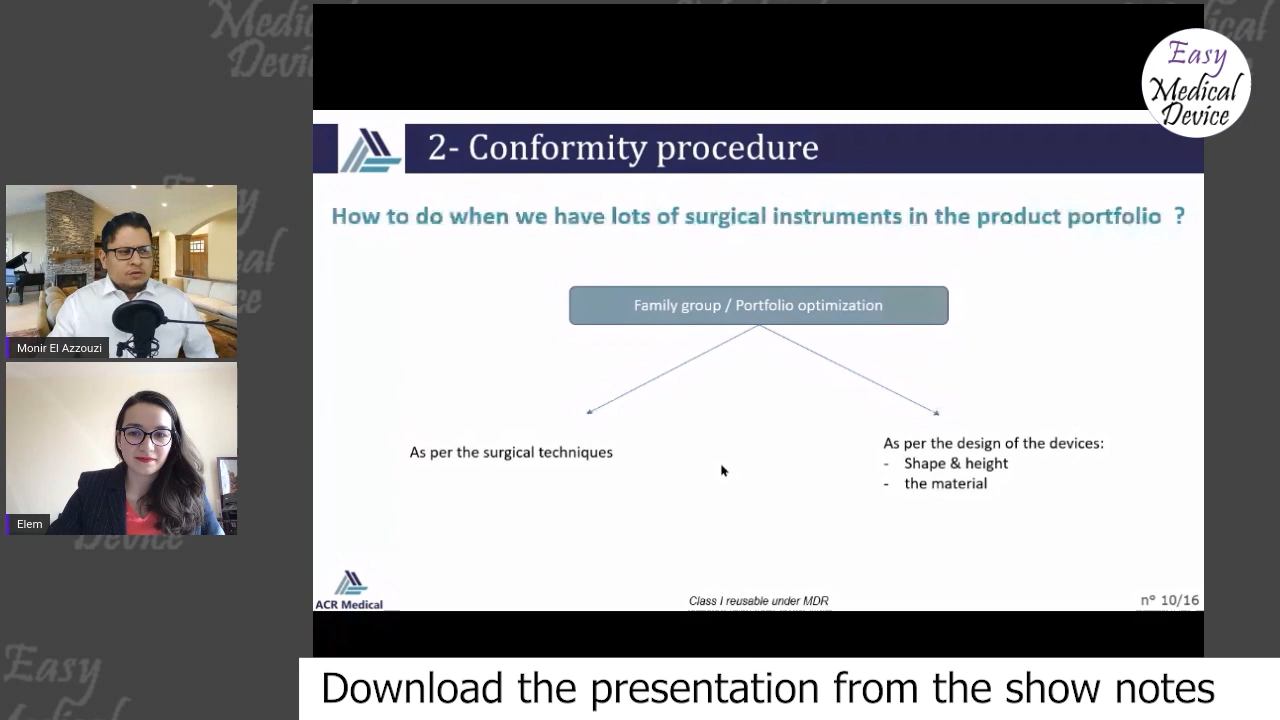 Easy
Medical
Device
2- Conformity procedure
How to do when we have lots of surgical instruments in the product portfolio ?
Family group / Portfolio optimization
As per the surgical techniques
As per the design of the devices:
- Shape & height
- the material
Monir El Azzouzi
Elem
ACR Medical
Class I reusable under MDR
n° 10/16
Download the presentation from the show notes